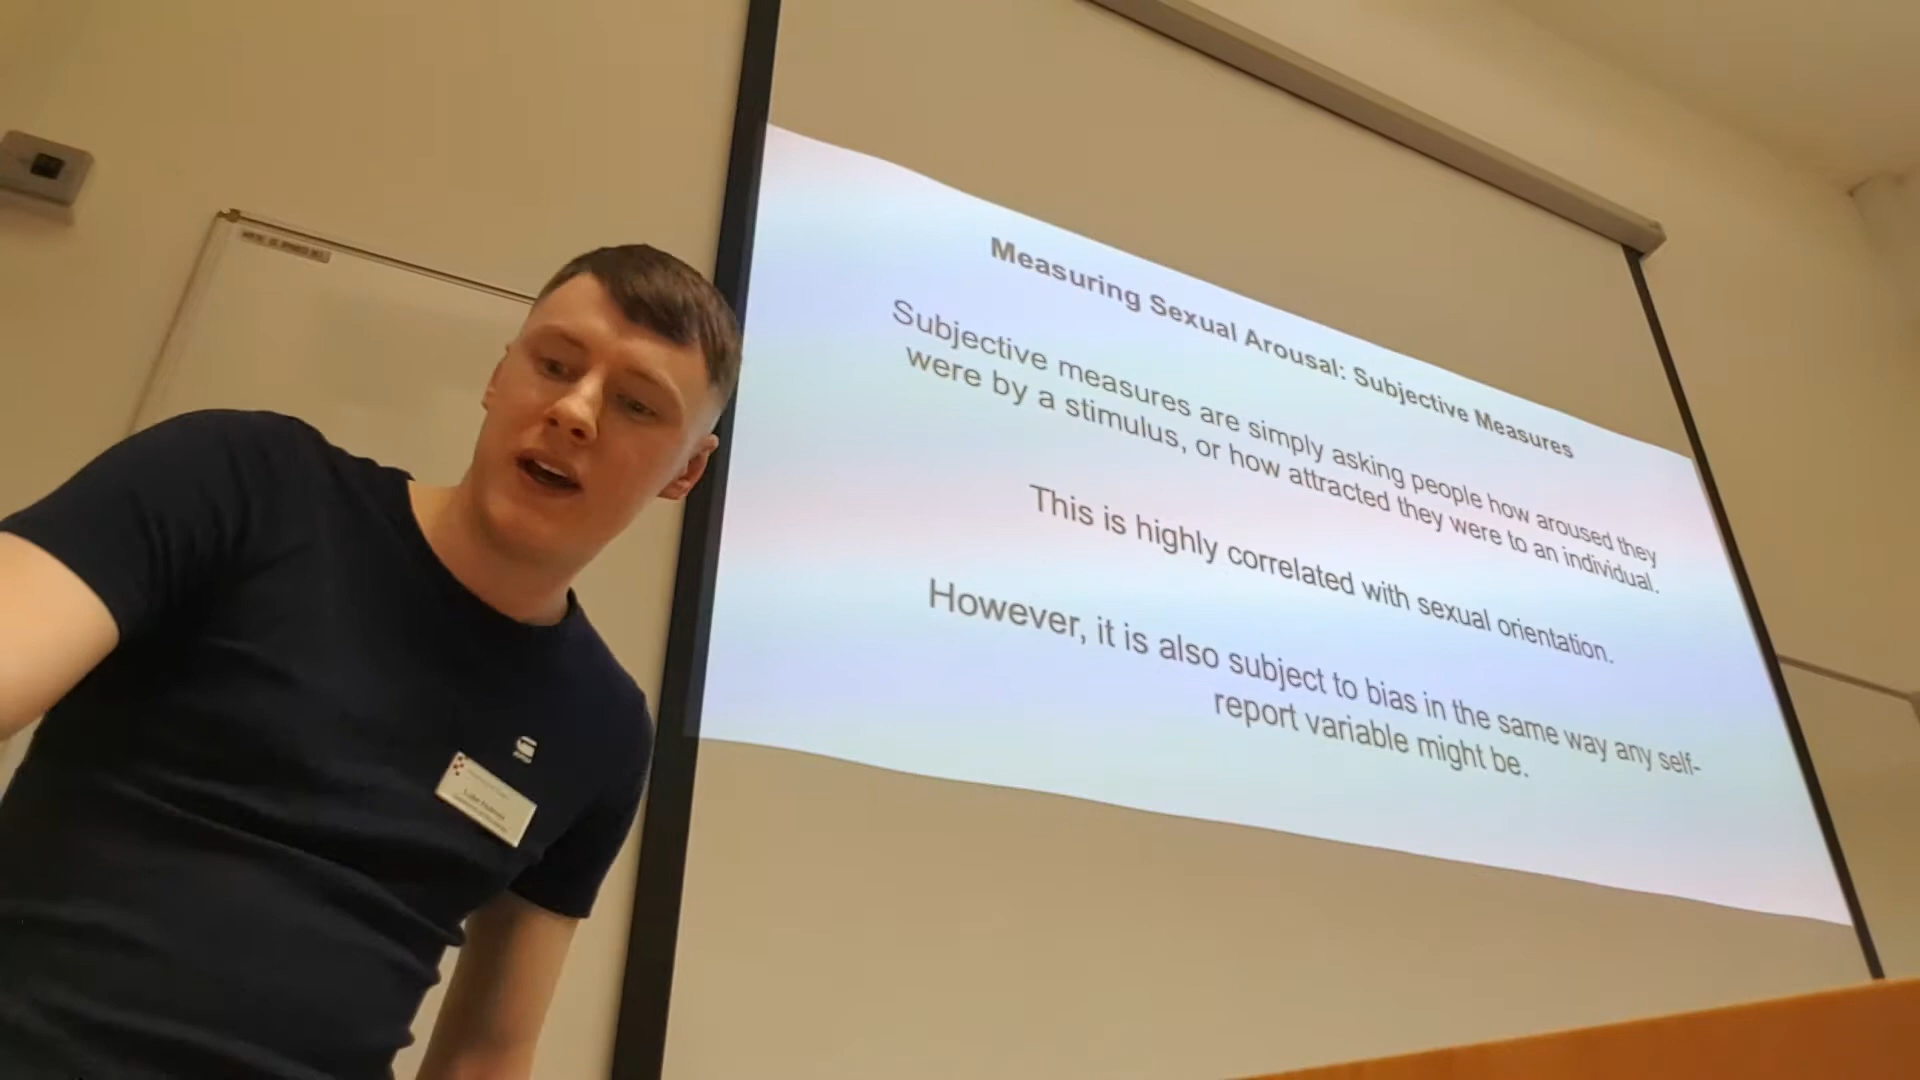 Measuring Sexual Arousal: Subjective Measures
Subjective measures are simply asking people how aroused they
were by a stimulus, or how attracted they were to an individual.
This is highly correlated with sexual orientation.
However, it is also subject to bias in the same way any self-
report variable might be.